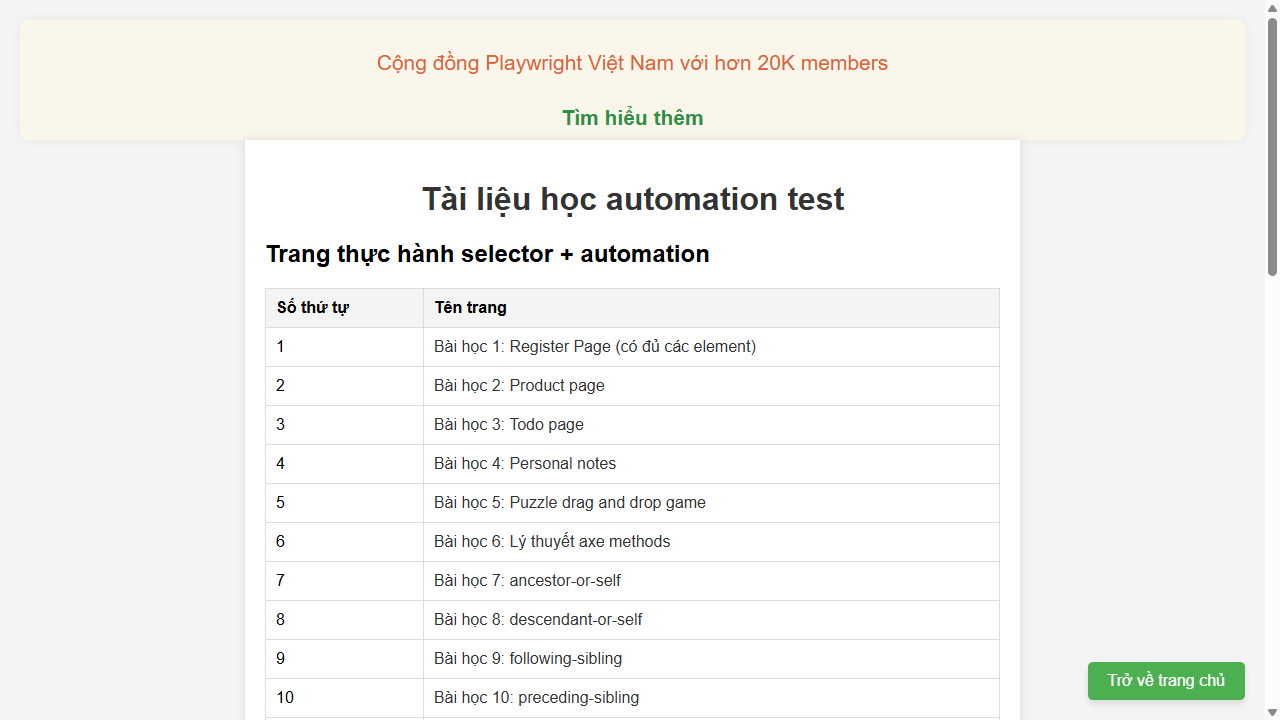 Cộng đồng Playwright Việt Nam với hơn 20K members
Tìm hiểu thêm
Tài liệu học automation test
Trang thực hành selector + automation
Số thứ tự Tên trang
1 Bài học 1: Register Page (có đủ các element)
2 Bài học 2: Product page
3 Bài học 3: Todo page
4 Bài học 4: Personal notes
5 Bài học 5: Puzzle drag and drop game
6 Bài học 6: Lý thuyết axe methods
7 Bài học 7: ancestor-or-self
8 Bài học 8: descendant-or-self
9 Bài học 9: following-sibling
10 Bài học 10: preceding-sibling
Trở về trang chủ